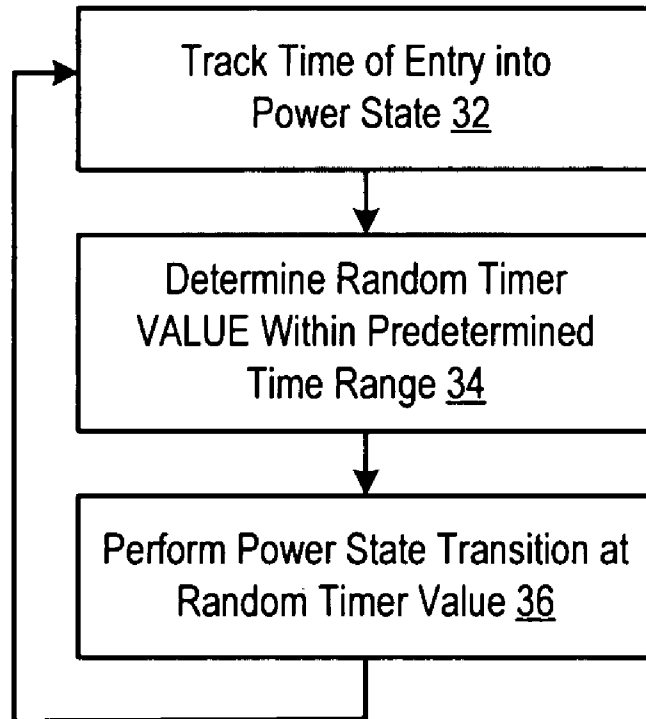 Track Time of Entry into
Power State 32
Determine Random Timer
VALUE Within Predetermined
Time Range 34
Perform Power State Transition at
Random Timer Value 36